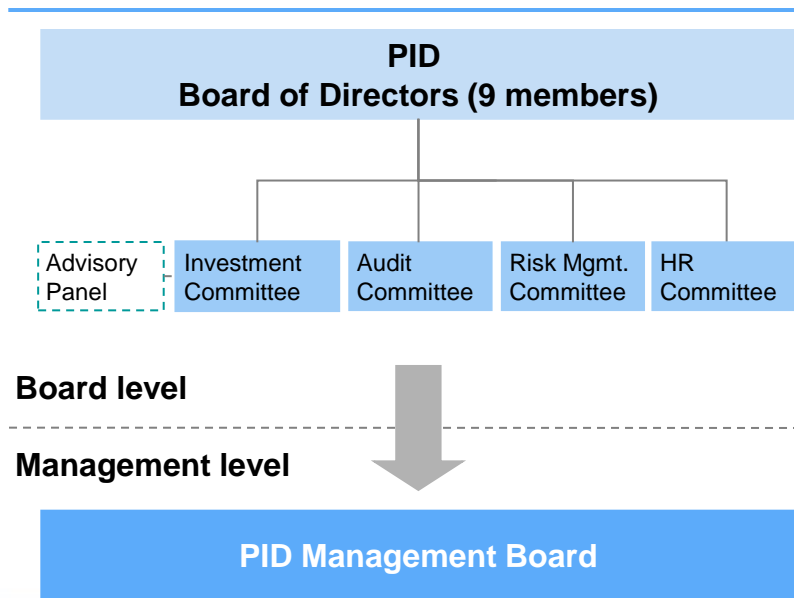 PID
Board of Directors (9 members)
Advisory
Panel
Investment
Committee
Audit
Committee
Risk Mgmt.
Committee
HR
Committee
Board level
Management level
PID Management Board